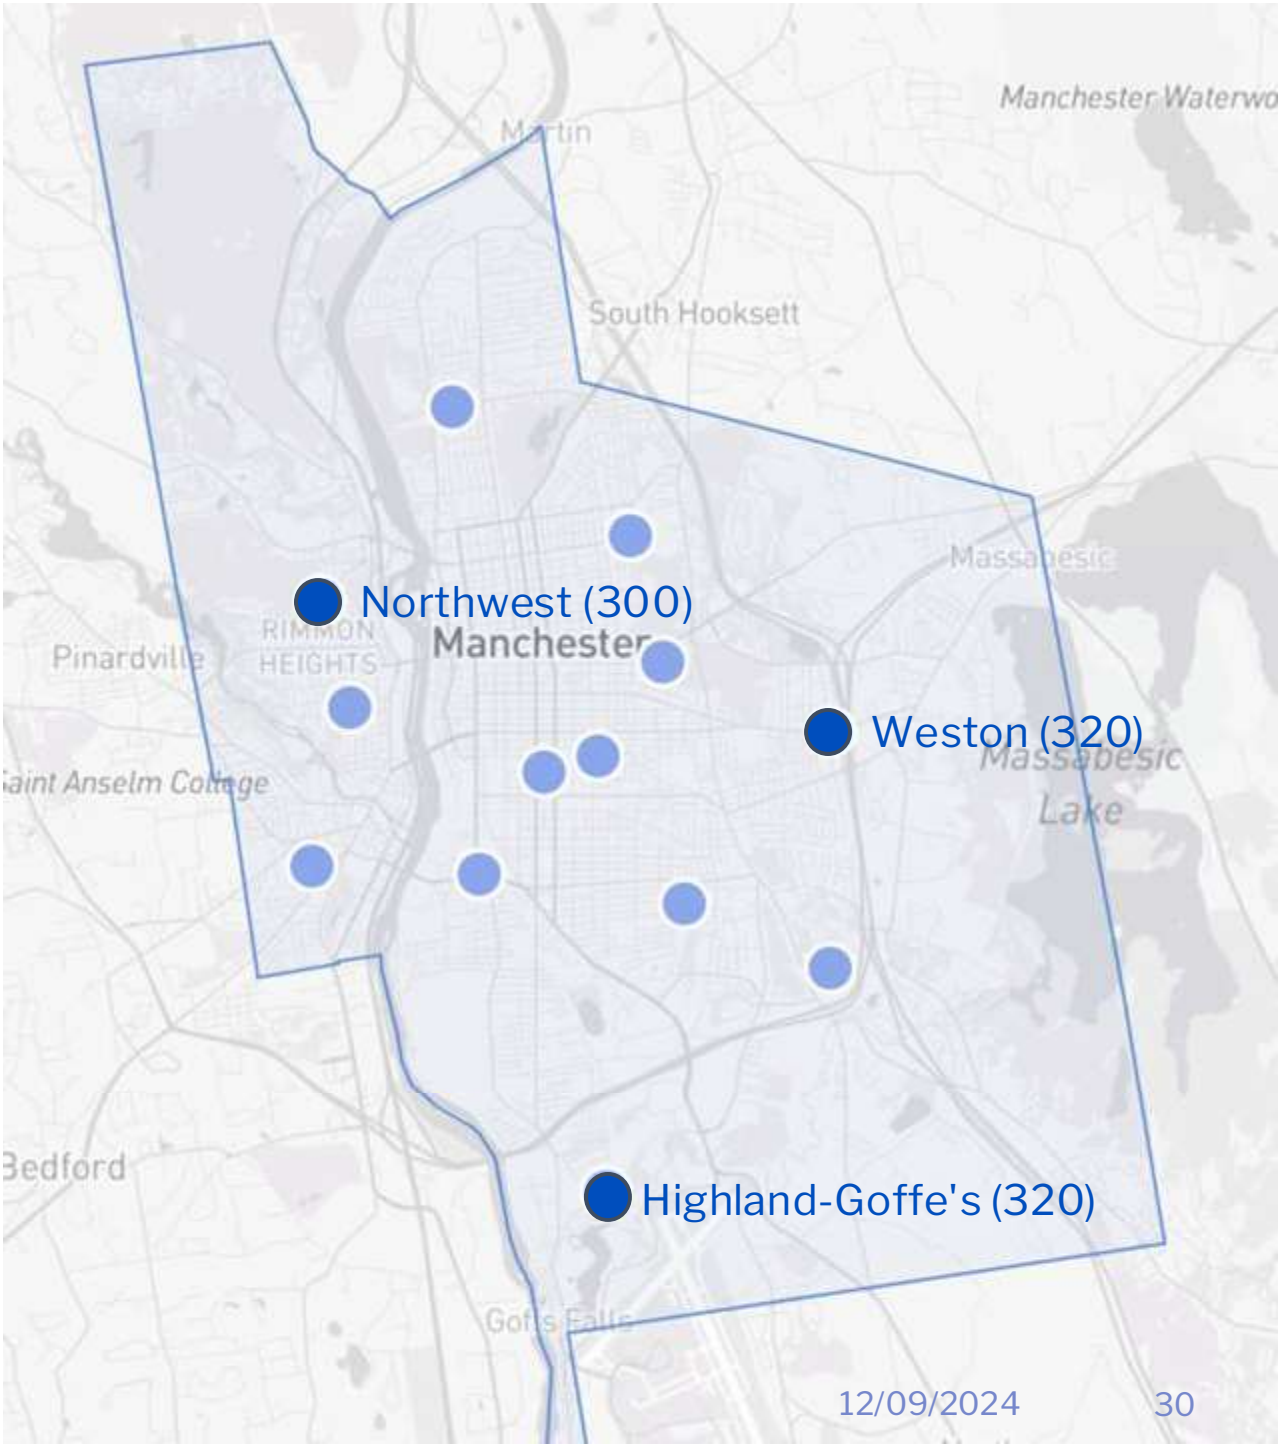 Manchester Waterwo
Martin
South Hooksett
Massabesic
Northwest (300)
RIMMON
HEIGHTS
Manchester
Pinardville
Weston (320)
Massabesic
Lake
Saint Anselm College
Bedford
Highland-Goffe's (320)
Goffs Falls
12/09/2024
30